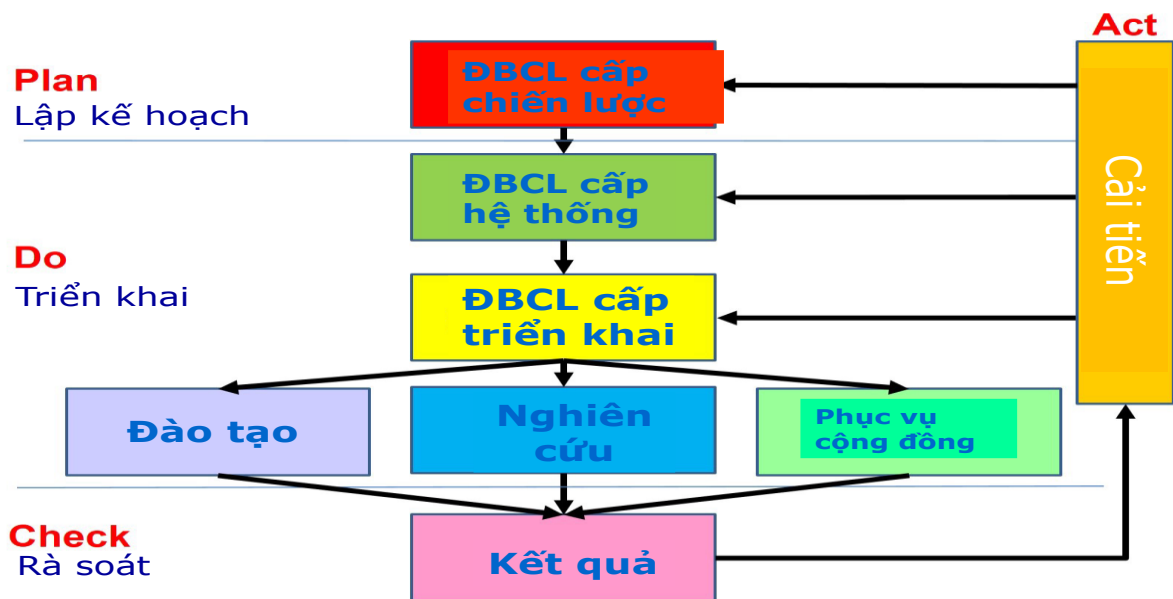 Act
Plan
Lập kế hoạch
ĐBCL cấp
chiến lược
ĐBCL cấp
hệ thống
Cải tiến
Do
Triển khai
ĐBCL cấp
triển khai
Đào tạo
Nghiên
cứu
Phục vụ
cộng đồng
Check
Rà soát
Kết quả